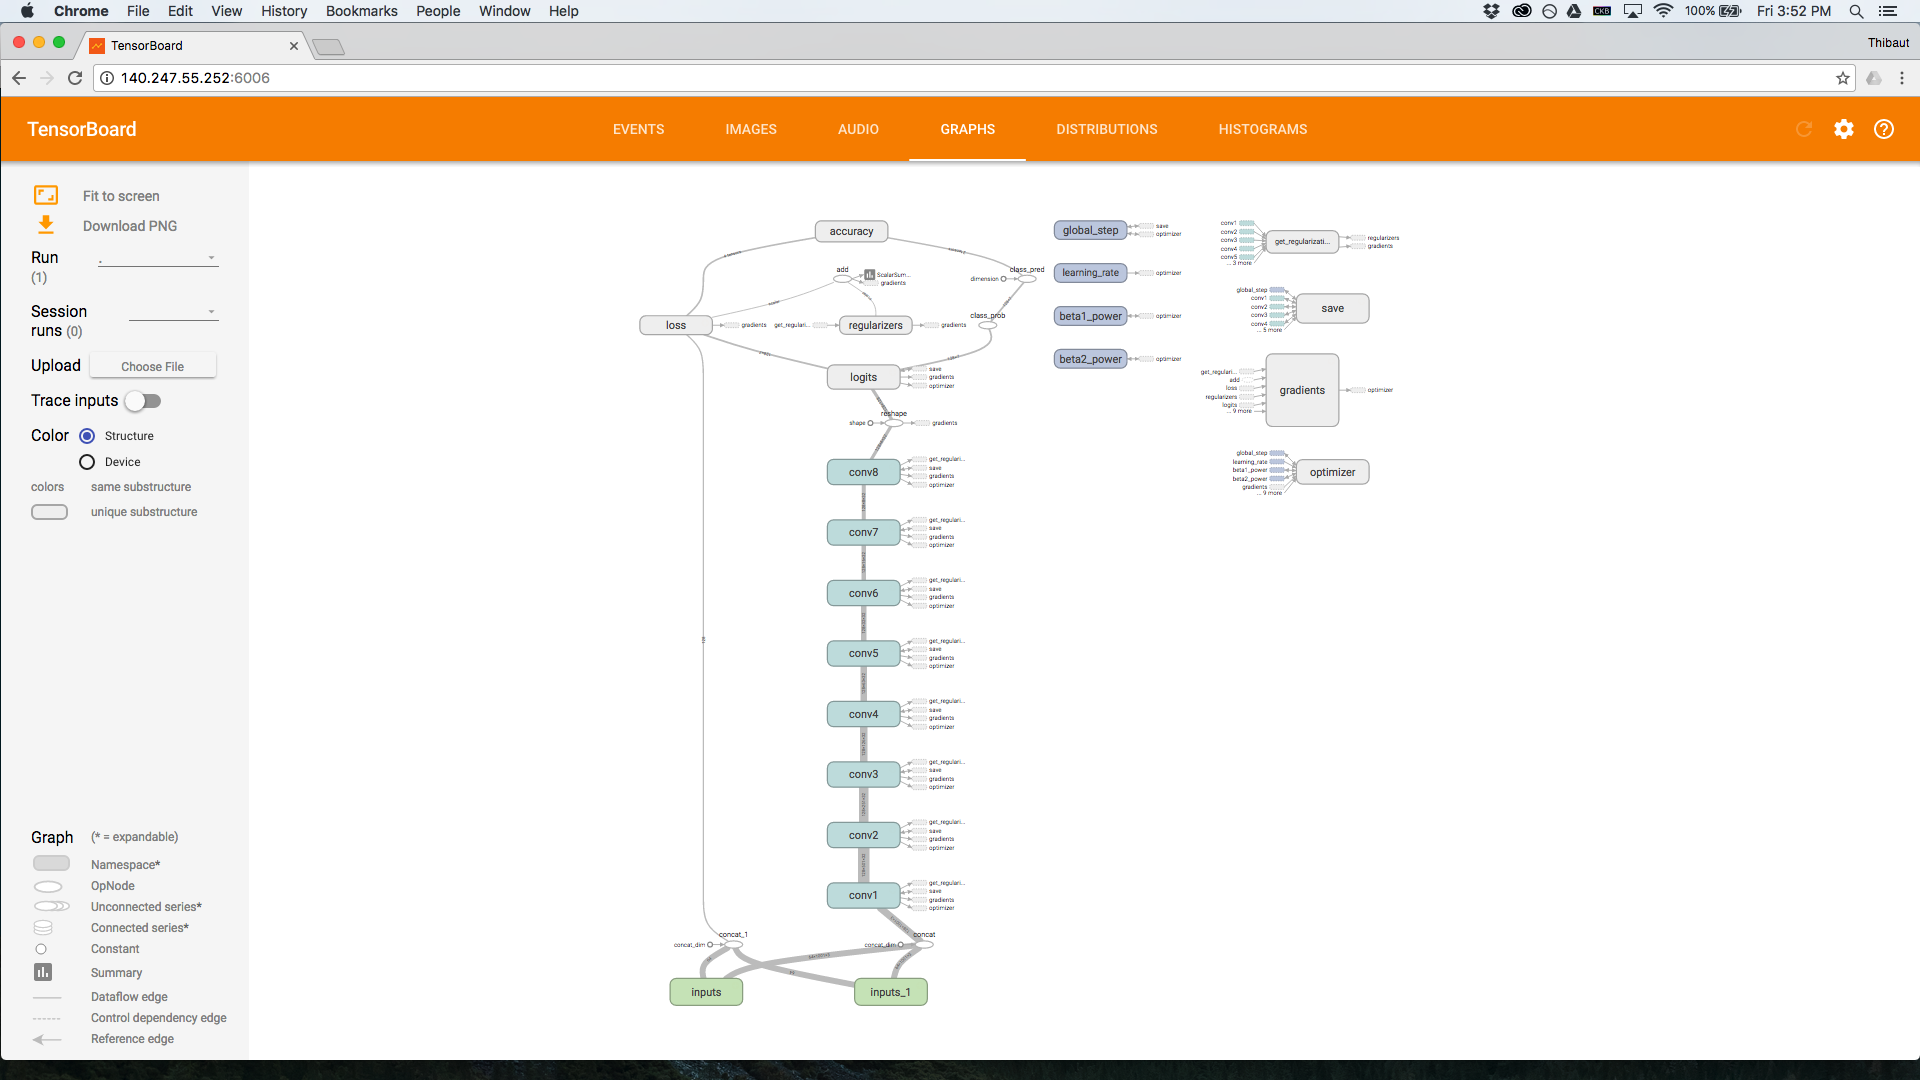 Chrome File Edit View History Bookmarks People Window Help 100% Fri 3:52 PM
TensorBoard
Thibaut
140.247.55.252:6006
TensorBoard EVENTS IMAGES AUDIO GRAPHS DISTRIBUTIONS HISTOGRAMS
Fit to screen
Download PNG
Run
(1)
Session
runs (0)
Upload Choose File
Trace inputs
Color Structure
Device
colors same substructure
unique substructure
Graph (* = expandable)
Namespace*
OpNode
Unconnected series*
Connected series*
Constant
Summary
Dataflow edge
Control dependency edge
Reference edge
accuracy
add
ScalarSum...
gradients
dimension
class_pred
loss
gradients
get_regulari...
regularizers
gradients
class_prob
logits
save
gradients
optimizer
reshape
shape
gradients
conv8
get_regulari...
save
gradients
optimizer
conv7
get_regulari...
save
gradients
optimizer
conv6
get_regulari...
save
gradients
optimizer
conv5
get_regulari...
save
gradients
optimizer
conv4
get_regulari...
save
gradients
optimizer
conv3
get_regulari...
save
gradients
optimizer
conv2
get_regulari...
save
gradients
optimizer
conv1
get_regulari...
save
gradients
optimizer
concat_1
concat_dim
concat
concat_dim
inputs
inputs_1
global_step
save
optimizer
learning_rate
optimizer
beta1_power
optimizer
beta2_power
optimizer
conv1
conv2
conv3
conv4
conv5
... 3 more
get_regularizati...
regularizers
gradients
global_step
conv1
conv2
conv3
conv4
... 5 more
save
get_regulari...
add
loss
regularizers
logits
... 9 more
gradients
optimizer
global_step
learning_rate
beta1_power
beta2_power
gradients
... 9 more
optimizer